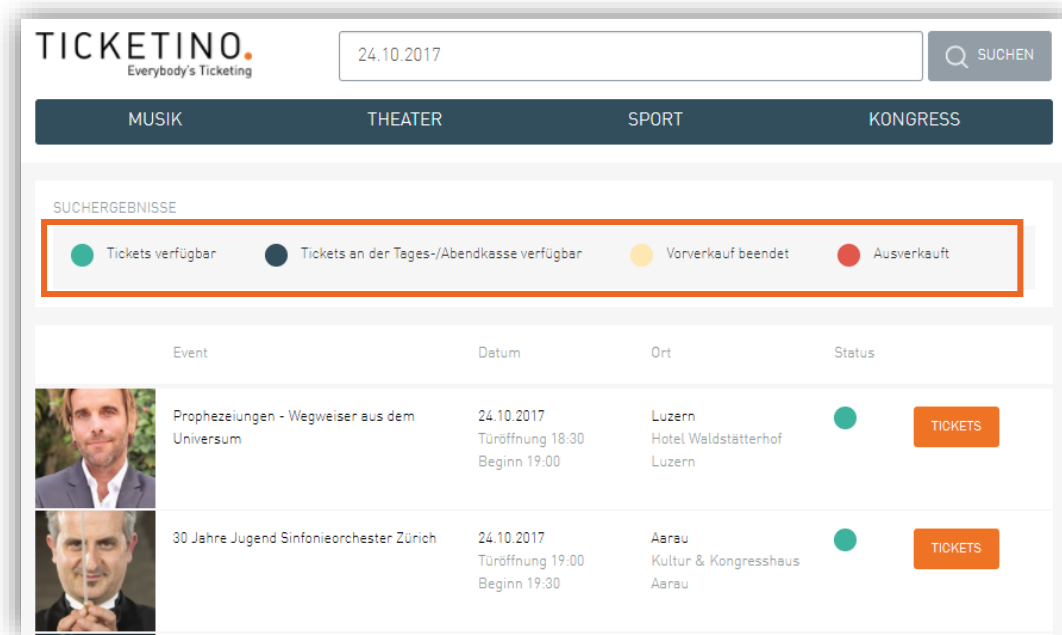 TICKETINO.
Everybody's Ticketing
24.10.2017
SUCHEN
MUSIK THEATER SPORT KONGRESS
SUCHERGEBNISSE
Tickets verfügbar Tickets an der Tages-/Abendkasse verfügbar Vorverkauf beendet Ausverkauft
Event Datum Ort Status
Prophezeiungen - Wegweiser aus dem 24.10.2017 Luzern
Universum Türöffnung 18:30 Hotel Waldstätterhof TICKETS
Beginn 19:00 Luzern
30 Jahre Jugend Sinfonieorchester Zürich 24.10.2017 Aarau
Türöffnung 19:00 Kultur & Kongresshaus TICKETS
Beginn 19:30 Aarau